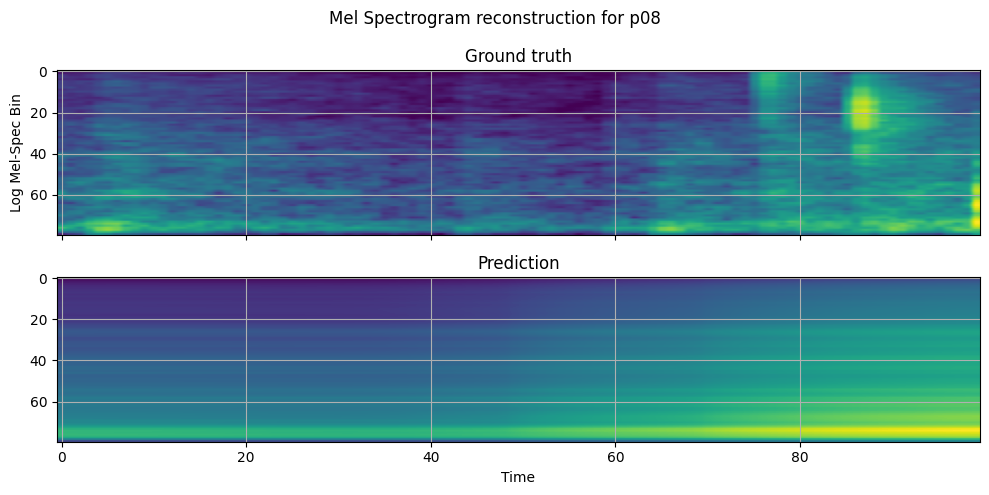 Mel Spectrogram reconstruction for p08
Ground truth
0
20
40
60
Log Mel-Spec Bin
Prediction
0
20
40
60
0 20 40 60 80
Time